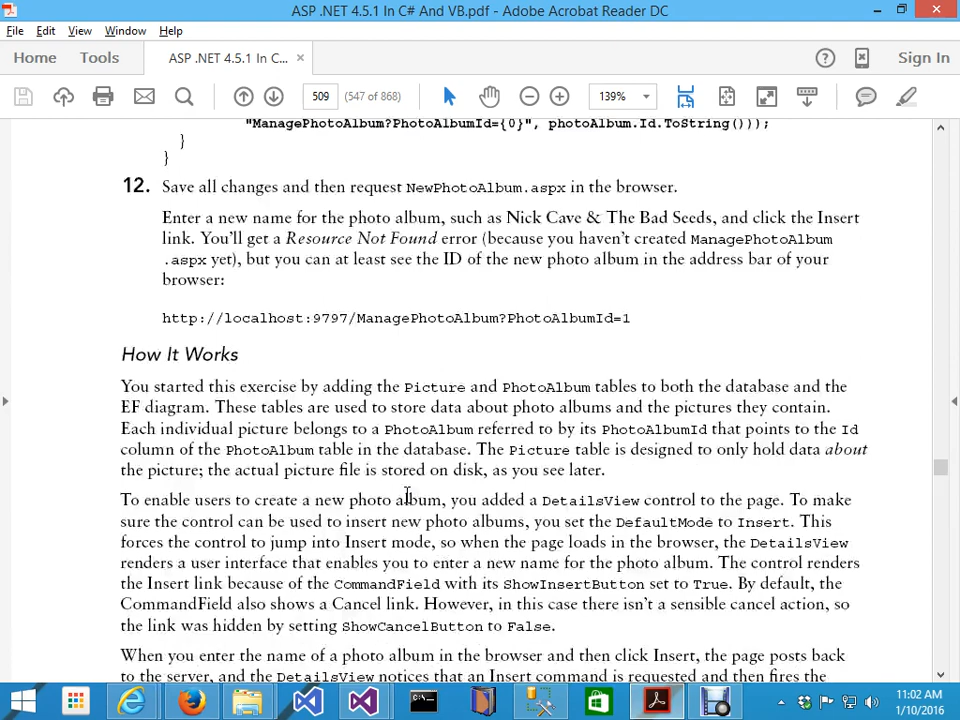 ASP .NET 4.5.1 In C# And VB.pdf - Adobe Acrobat Reader DC
File Edit View Window Help
Home Tools ASP .NET 4.5.1 In C... × Sign In
509 (547 of 868) 139%
"ManagePhotoAlbum?PhotoAlbumId={0}", photoAlbum.Id.ToString()));
}
}
12. Save all changes and then request NewPhotoAlbum.aspx in the browser.
Enter a new name for the photo album, such as Nick Cave & The Bad Seeds, and click the Insert
link. You'll get a Resource Not Found error (because you haven't created ManagePhotoAlbum
.aspx yet), but you can at least see the ID of the new photo album in the address bar of your
browser:
http://localhost:9797/ManagePhotoAlbum?PhotoAlbumId=1
How It Works
You started this exercise by adding the Picture and PhotoAlbum tables to both the database and the
EF diagram. These tables are used to store data about photo albums and the pictures they contain.
Each individual picture belongs to a PhotoAlbum referred to by its PhotoAlbumId that points to the Id
column of the PhotoAlbum table in the database. The Picture table is designed to only hold data about
the picture; the actual picture file is stored on disk, as you see later.
To enable users to create a new photo album, you added a DetailsView control to the page. To make
sure the control can be used to insert new photo albums, you set the DefaultMode to Insert. This
forces the control to jump into Insert mode, so when the page loads in the browser, the DetailsView
renders a user interface that enables you to enter a new name for the photo album. The control renders
the Insert link because of the CommandField with its ShowInsertButton set to True. By default, the
CommandField also shows a Cancel link. However, in this case there isn't a sensible cancel action, so
the link was hidden by setting ShowCancelButton to False.
When you enter the name of a photo album in the browser and then click Insert, the page posts back
to the server, and the DetailsView notices that an Insert command is requested and then fires the
11:02 AM
1/10/2016